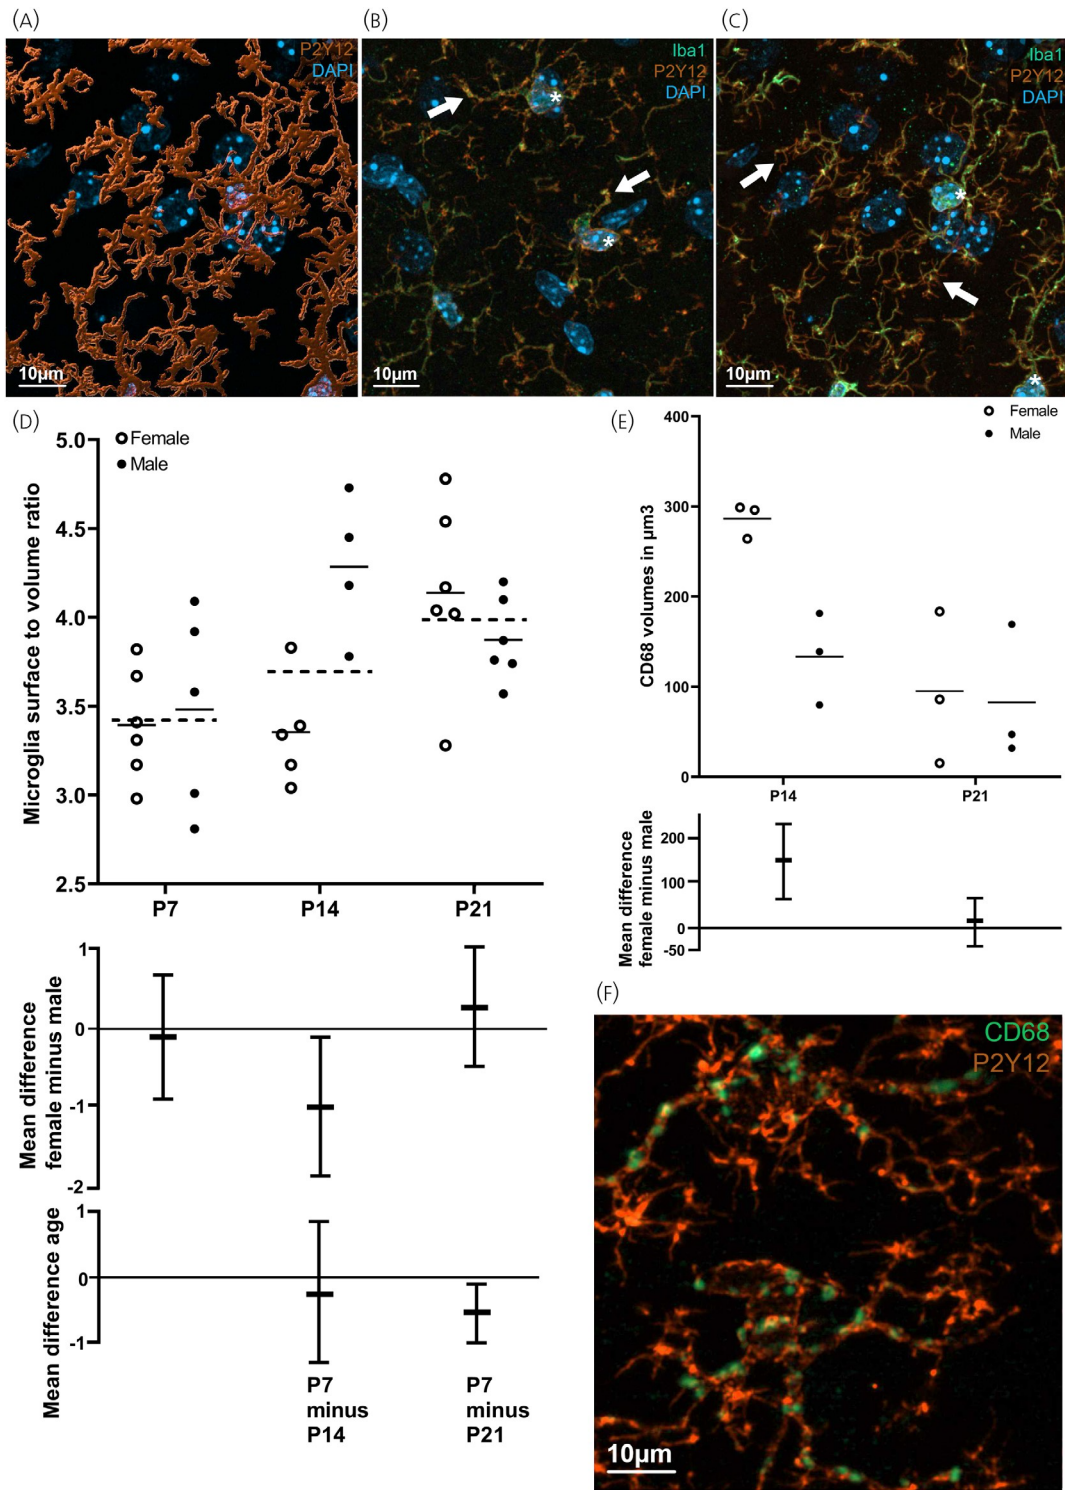 (A)
P2Y12
DAPI
10µm
(B)
Iba1
P2Y12
DAPI
*
*
10µm
(C)
Iba1
P2Y12
DAPI
*
*
10µm
(D)
Female
Male
Microglia surface to volume ratio
5.0
4.5
4.0
3.5
3.0
2.5
P7
P14
P21
Mean difference
female minus male
1
0
-1
-2
Mean difference age
1
0
-1
P7
minus
P14
P7
minus
P21
(E)
Female
Male
CD68 volumes in µm3
400
300
200
100
0
P14
P21
Mean difference
female minus male
200
100
0
-50
(F)
CD68
P2Y12
10µm